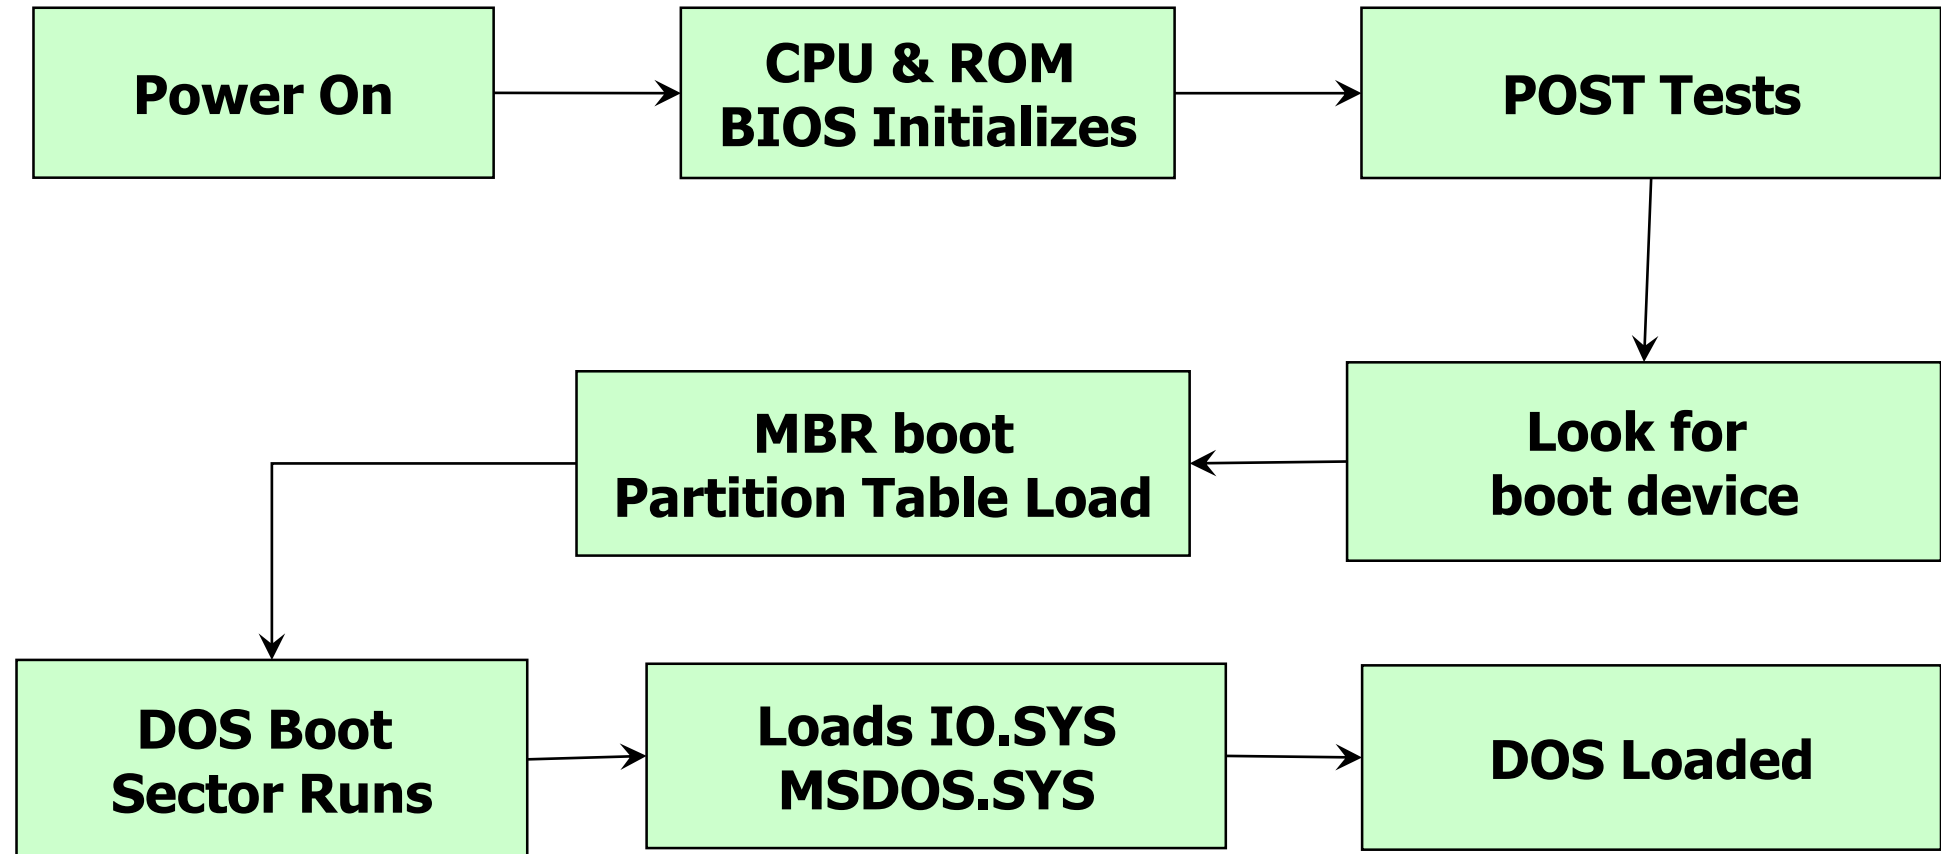 Power On
CPU & ROM
BIOS Initializes
POST Tests
Look for
boot device
MBR boot
Partition Table Load
DOS Boot
Sector Runs
Loads IO.SYS
MSDOS.SYS
DOS Loaded